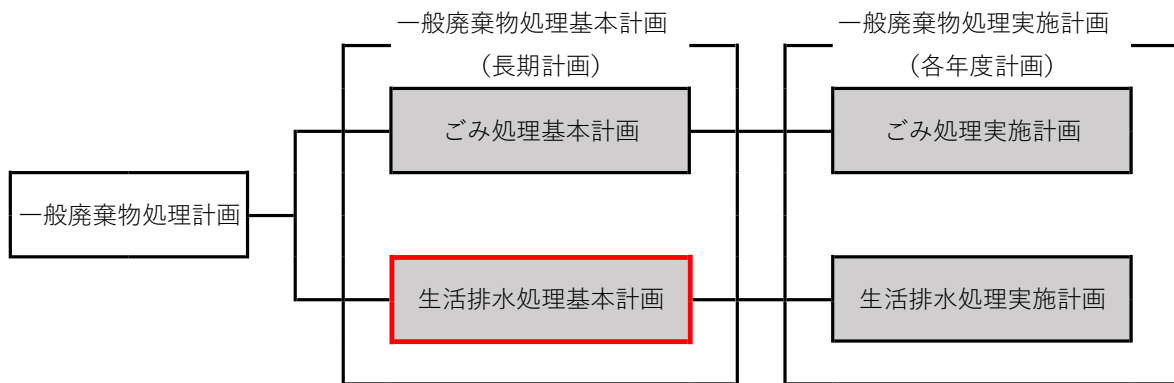 一般廃棄物処理基本計画
(長期計画)
一般廃棄物処理実施計画
(各年度計画)
ごみ処理基本計画
ごみ処理実施計画
一般廃棄物処理計画
生活排水処理基本計画
生活排水処理実施計画